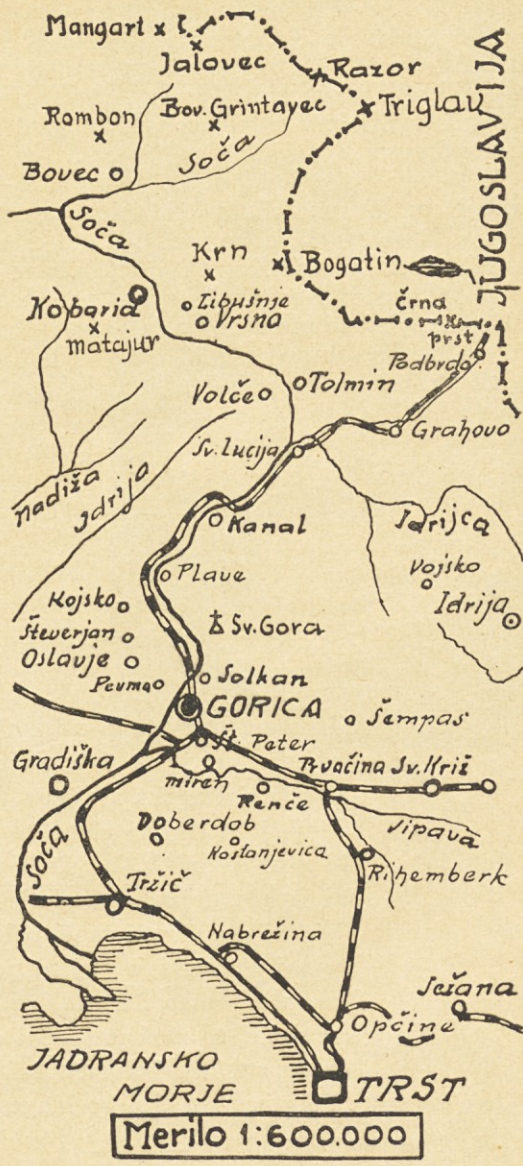 Mangart
Jalovec
Razor
Triglav
JUGOSLAVIJA
Rombon
Bov. Grintavec
Soča
Bovec
Soča
Krn
Bogatin
Kobarid
Libušnje
Vrsna
Matajur
črna
prst
Podbrdo
Volče
Tolmin
Grahovo
Sv. Lucija
Nadiža
Idrija
Kanal
Idrijca
Plave
Vojsko
Idrija
Kojsko
Števerjan
Sv. Gora
Oslavje
Pevma
Solkan
GORICA
Šempas
Št. Peter
Gradiška
Miren
Prvačina
Sv. Križ
Renče
Vipava
Doberdob
Kostanjevica
Rihemberk
Soča
Tržič
Nabrežina
Sežana
Općine
JADRANSKO
MORJE
TRST
Merilo 1:600.000